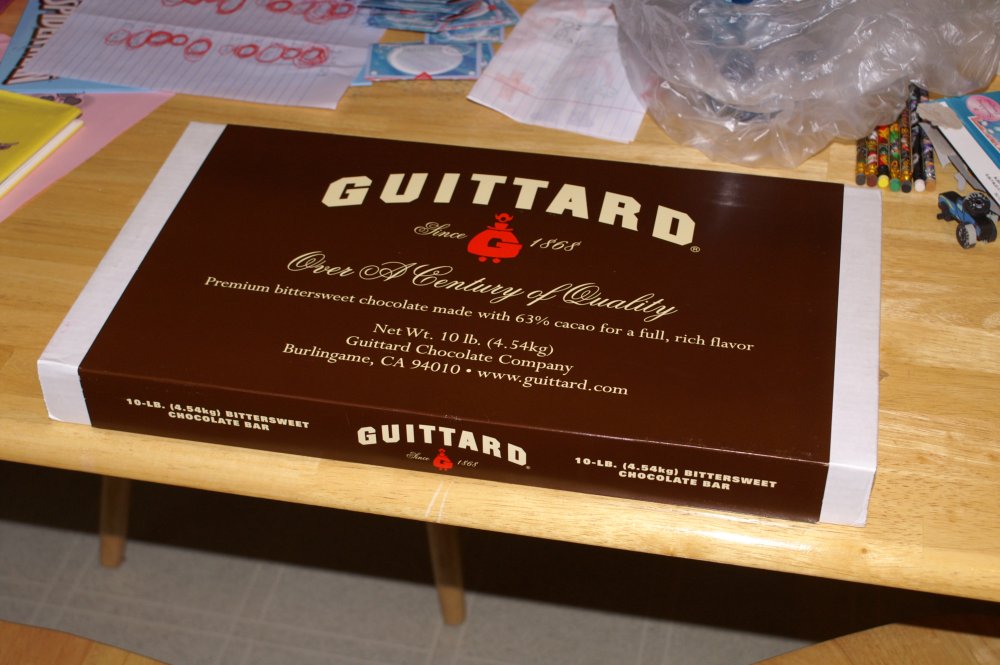 GUITTARD®
Since G 1868
Over A Century of Quality
Premium bittersweet chocolate made with 63% cacao for a full, rich flavor
Net Wt. 10 lb. (4.54kg)
Guittard Chocolate Company
Burlingame, CA 94010 • www.guittard.com
10-LB. (4.54kg) BITTERSWEET
CHOCOLATE BAR
GUITTARD
Since G 1868
10-LB. (4.54kg) BITTERSWEET
CHOCOLATE BAR